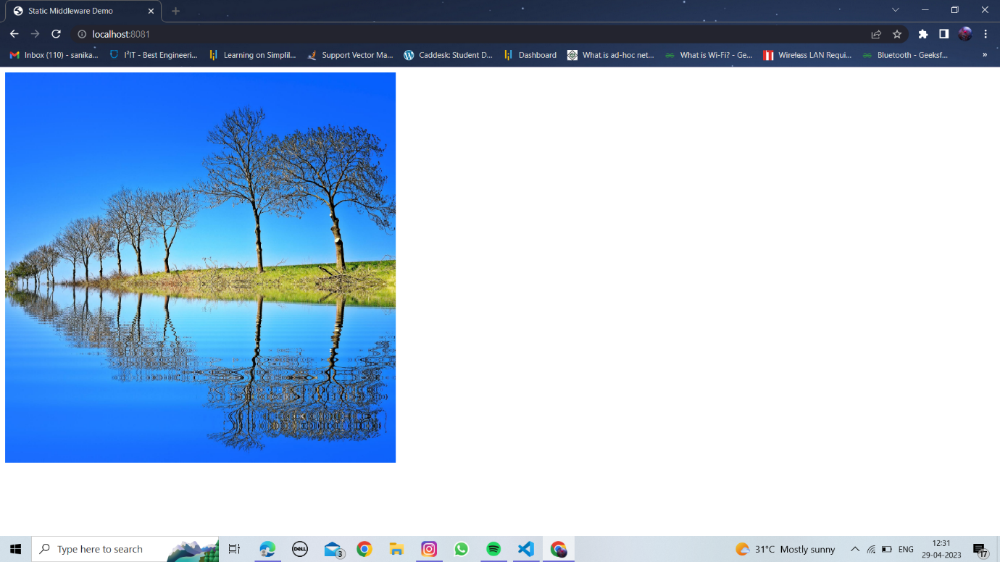 Static Middleware Demo
localhost:8081
Inbox (110) - sanika... I²IT - Best Engineeri... Learning on Simplil... Support Vector Ma... Caddesk: Student D... Dashboard What is ad-hoc net... What is Wi-Fi? - Ge... Wireless LAN Requi... Bluetooth - Geeksf... »
Type here to search DELL 3 31°C Mostly sunny ENG 12:31
29-04-2023 17